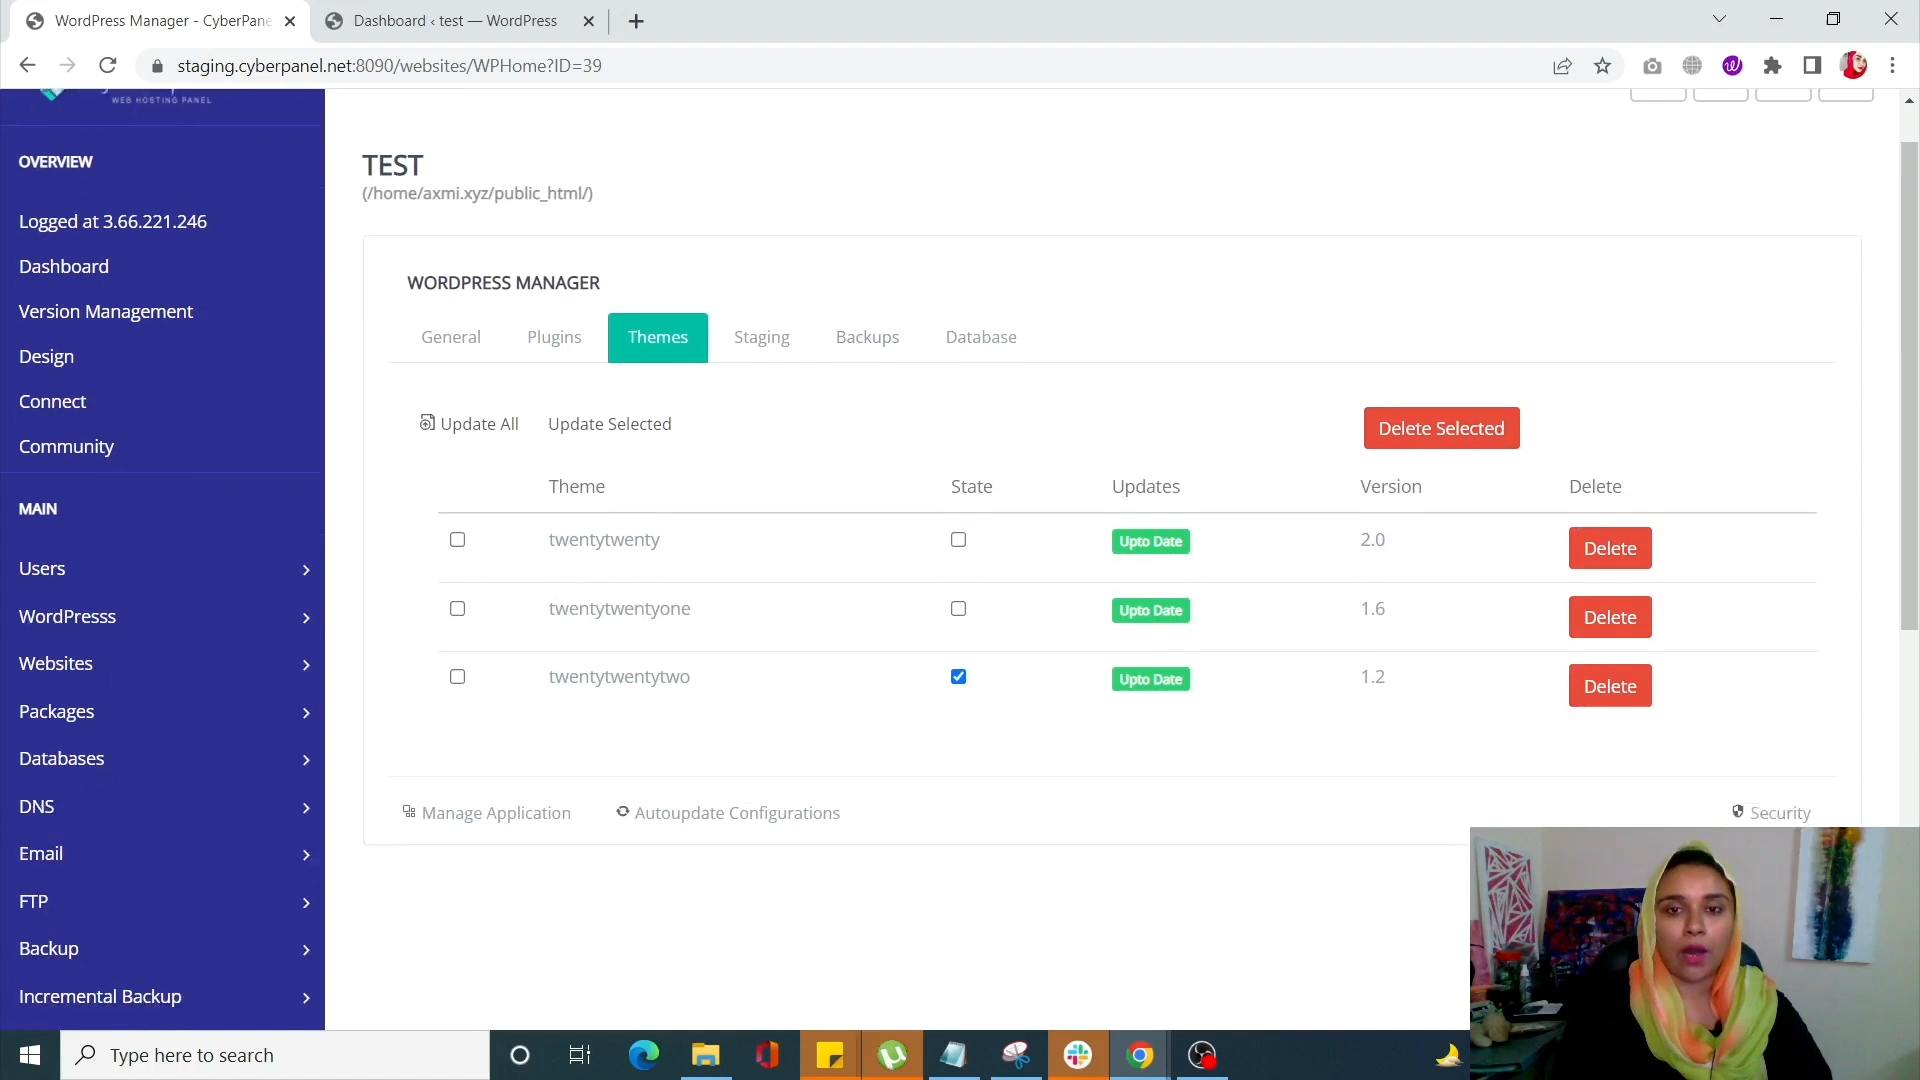 WordPress Manager - CyberPane
Dashboard ‹ test — WordPress
staging.cyberpanel.net:8090/websites/WPHome?ID=39
WEB HOSTING PANEL
OVERVIEW
Logged at 3.66.221.246
Dashboard
Version Management
Design
Connect
Community
MAIN
Users
WordPresss
Websites
Packages
Databases
DNS
Email
FTP
Backup
Incremental Backup
TEST
(/home/axmi.xyz/public_html/)
WORDPRESS MANAGER
General Plugins Themes Staging Backups Database
Update All Update Selected Delete Selected
Theme State Updates Version Delete
twentytwenty Upto Date 2.0 Delete
twentytwentyone Upto Date 1.6 Delete
twentytwentytwo Upto Date 1.2 Delete
Manage Application Autoupdate Configurations Security
Type here to search